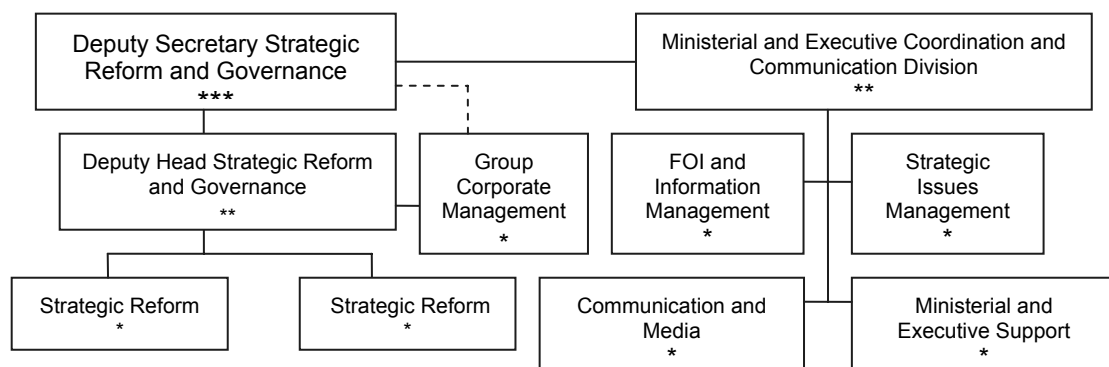 Deputy Secretary Strategic
Reform and Governance
***
Ministerial and Executive Coordination and
Communication Division
**
Deputy Head Strategic Reform
and Governance
**
Group
Corporate
Management
*
FOI and
Information
Management
*
Strategic
Issues
Management
*
Strategic Reform
*
Strategic Reform
*
Communication and
Media
*
Ministerial and
Executive Support
*